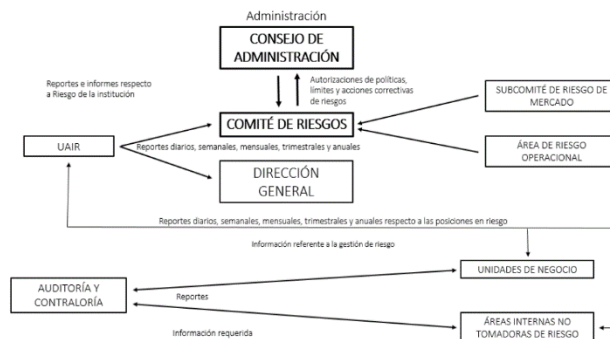 Administración
CONSEJO DE
ADMINISTRACIÓN
Reportes e informes respecto
a Riesgo de la institución
Autorizaciones de políticas,
límites y acciones correctivas
de riesgos
SUBCOMITÉ DE RIESGO DE
MERCADO
COMITÉ DE RIESGOS
UAIR
Reportes diarios, semanales, mensuales, trimestrales y anuales
ÁREA DE RIESGO
OPERACIONAL
DIRECCIÓN
GENERAL
Reportes diarios, semanales, mensuales, trimestrales y anuales respecto a las posiciones en riesgo
Información referente a la gestión de riesgo
UNIDADES DE NEGOCIO
AUDITORÍA Y
CONTRALORÍA
Reportes
ÁREAS INTERNAS NO
TOMADORAS DE RIESGO
Información requerida